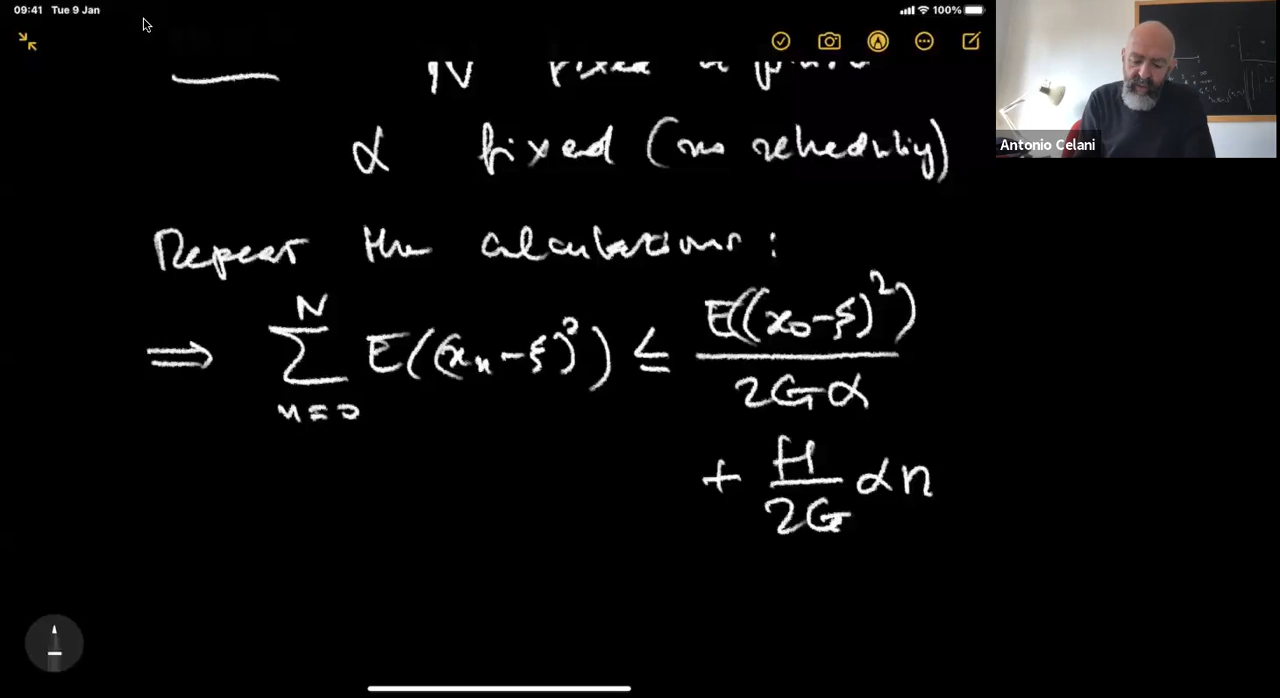 09:41 Tue 9 Jan 100%
N fixed a priori
α fixed (no scheduling)
Antonio Celani
Repeat the calculations:
⟹ ∑_{n=0}^{N} E((x_n-ξ)²) ≤ E((x_0-ξ)²) / 2Gα
+ H/2G αn